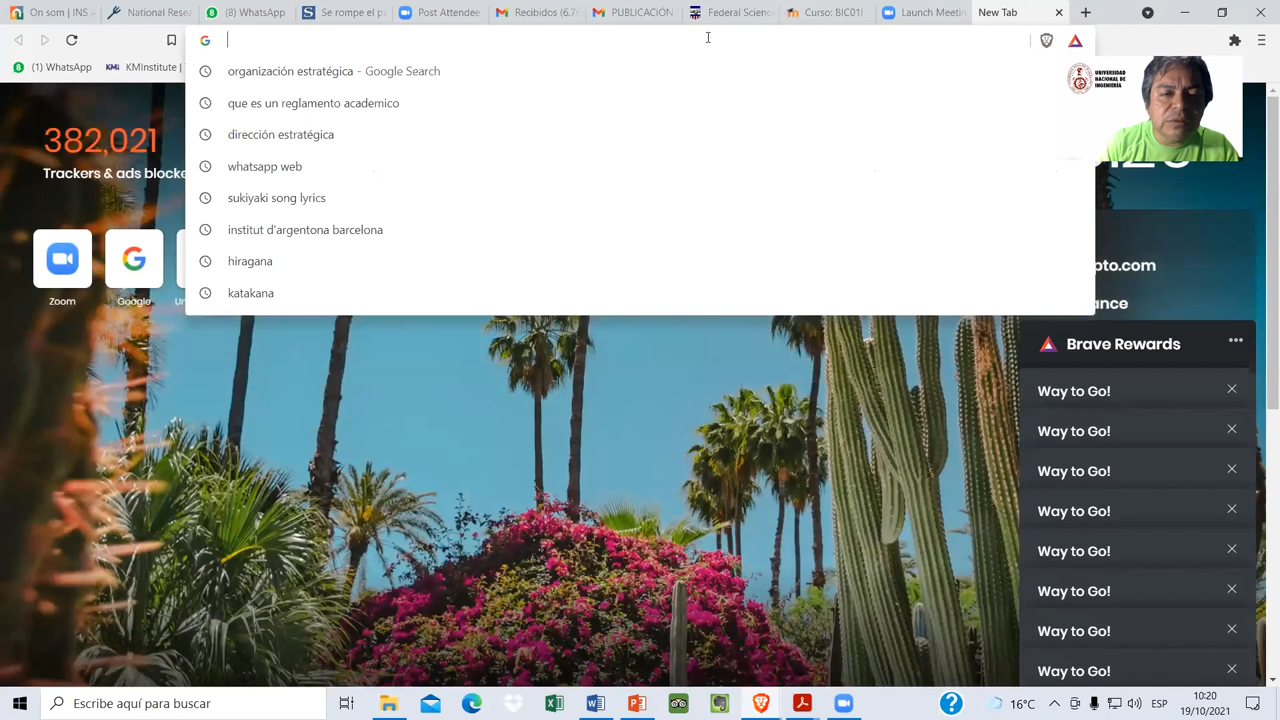 On som | INS
Natural Resea
(8) WhatsApp
Se rompe el p
Post Attendee
Recibidos (6.7
PUBLICACIÓN
Federal Scienc
Curso: BIC01I
Launch Meetin
New Tab
(1) WhatsApp
KMInstitute |
organización estratégica - Google Search
que es un reglamento academico
dirección estratégica
whatsapp web
sukiyaki song lyrics
institut d'argentona barcelona
hiragana
katakana
UNIVERSIDAD
NACIONAL DE
INGENIERÍA
382,021
Trackers & ads blocke
Zoom
Google
Un
pto.com
ance
Brave Rewards
Way to Go!
Way to Go!
Way to Go!
Way to Go!
Way to Go!
Way to Go!
Way to Go!
Way to Go!
Escribe aquí para buscar
16°C
ESP
10:20
19/10/2021